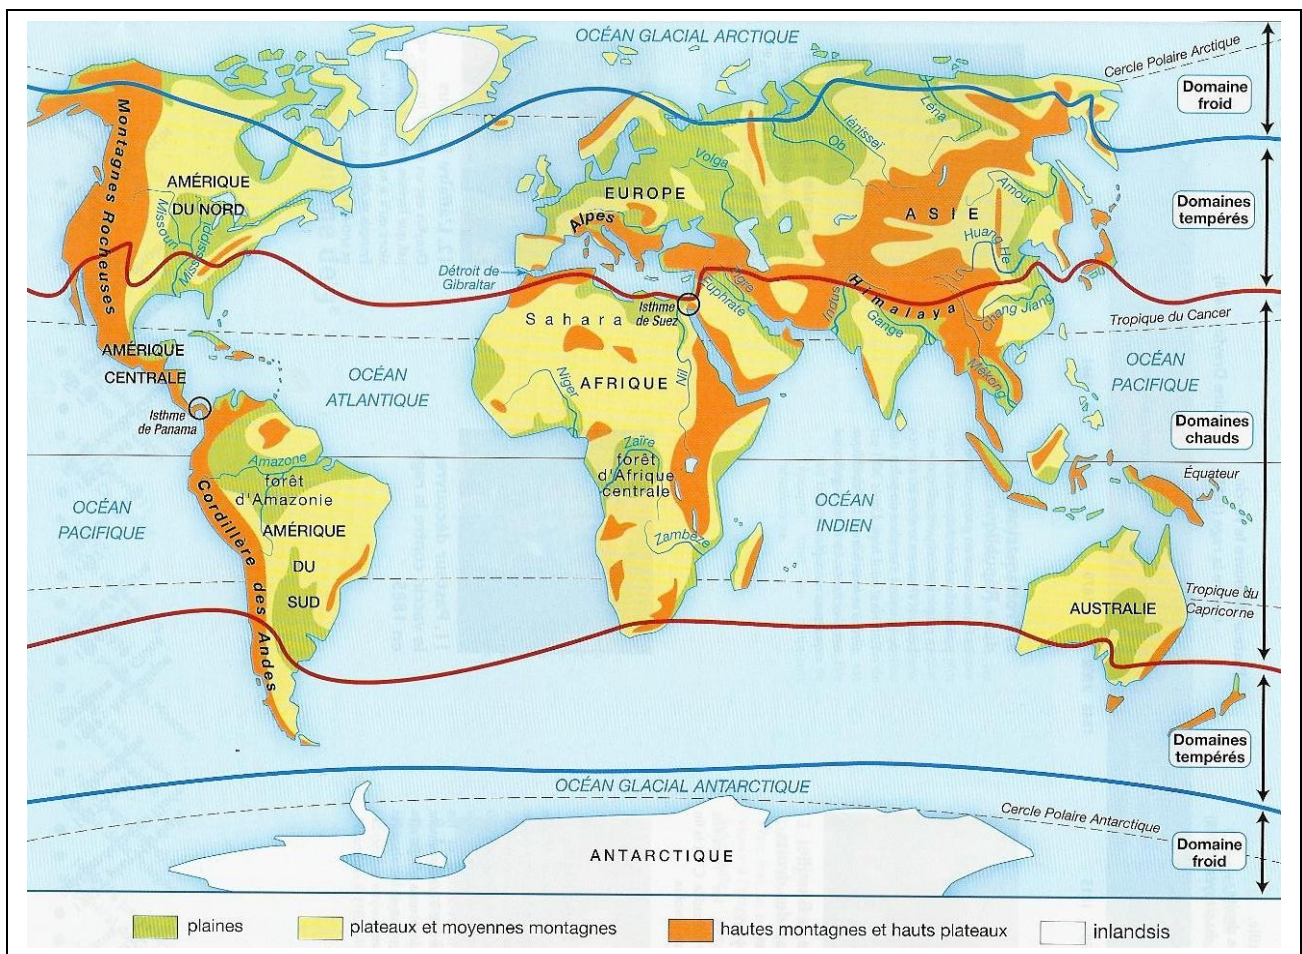 OCÉAN GLACIAL ARCTIQUE
Cercle Polaire Arctique
Domaine
froid
Montagnes Rocheuses
Léna
Iénisseï
Ob
Volga
AMÉRIQUE
DU NORD
Missouri
Mississippi
EUROPE
Alpes
ASIE
Amour
Huang He
Domaines
tempérés
Détroit de
Gibraltar
Isthme
de Suez
Tigre
Euphrate
Indus
Himalaya
Gange
Chang Jiang
Mékong
Tropique du Cancer
Sahara
AMÉRIQUE
CENTRALE
OCÉAN
ATLANTIQUE
AFRIQUE
Niger
Nil
OCÉAN
PACIFIQUE
Isthme
de Panama
Domaines
chauds
Zaïre
forêt
d'Afrique
centrale
Amazone
forêt
d'Amazonie
Équateur
OCÉAN
PACIFIQUE
Cordillère des Andes
AMÉRIQUE
DU
SUD
OCÉAN
INDIEN
Zambèze
Tropique du
Capricorne
AUSTRALIE
Domaines
tempérés
OCÉAN GLACIAL ANTARCTIQUE
Cercle Polaire Antarctique
ANTARCTIQUE
Domaine
froid
plaines
plateaux et moyennes montagnes
hautes montagnes et hauts plateaux
inlandsis